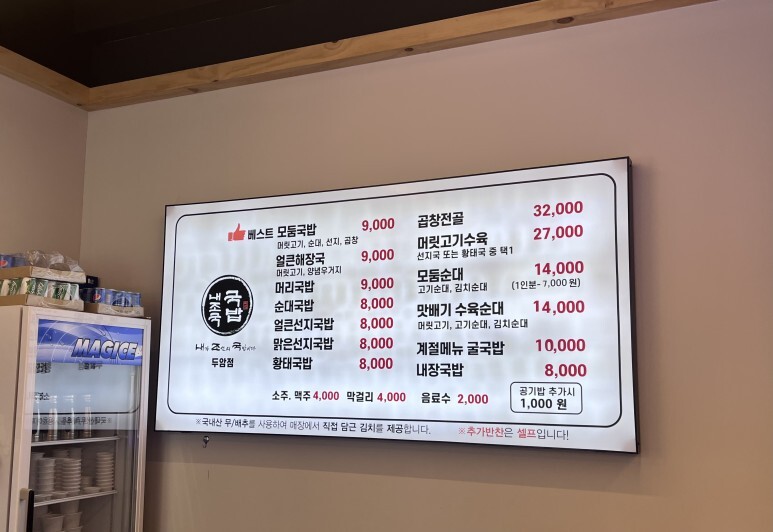 베스트 모둠국밥 9,000
머릿고기, 순대, 선지, 곱창
얼큰해장국 9,000
머릿고기, 양념우거지
머리국밥 9,000
순대국밥 8,000
얼큰선지국밥 8,000
맑은선지국밥 8,000
황태국밥 8,000
곱창전골 32,000
머릿고기수육 27,000
선지국 또는 황태국 중 택1
모둠순대 14,000
고기순대, 김치순대 (1인분-7,000원)
맛배기 수육순대 14,000
머릿고기, 고기순대, 김치순대
계절메뉴 굴국밥 10,000
내장국밥 8,000
소주. 맥주 4,000 막걸리 4,000 음료수 2,000
공기밥 추가시
1,000 원
내조국
국밥
두암점
※국내산 무/배추를 사용하여 매장에서 직접 담근 김치를 제공합니다.
※추가반찬은 셀프입니다!
MAGICE